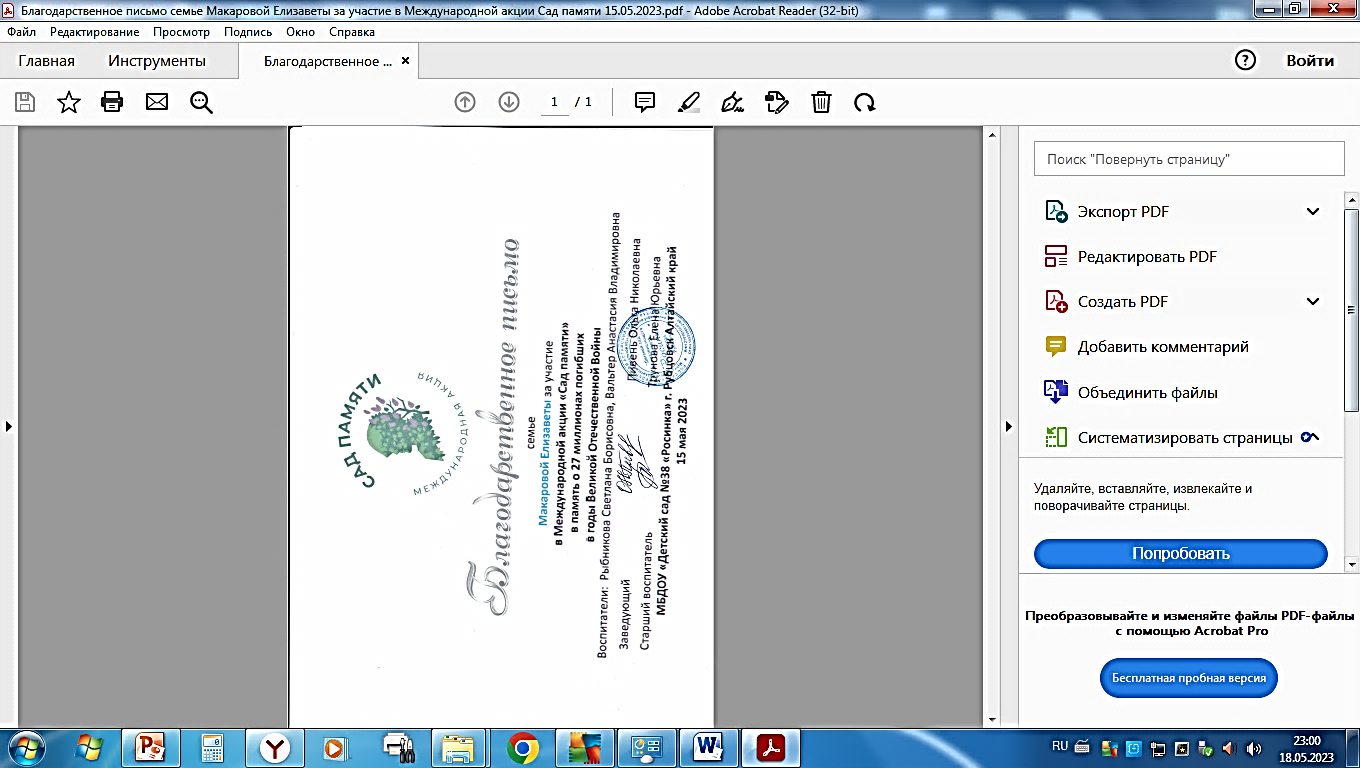 Благодарственное письмо семье Макаровой Елизаветы за участие в Международной акции Сад памяти 15.05.2023.pdf - Adobe Acrobat Reader (32-bit)
Файл Редактирование Просмотр Подпись Окно Справка
Главная Инструменты Благодарственное ... × Войти
1 / 1
САД ПАМЯТИ
МЕЖДУНАРОДНАЯ АКЦИЯ
Благодарственное письмо
семье
Макаровой Елизаветы за участие
в Международной акции «Сад памяти»
в память о 27 миллионах погибших
в годы Великой Отечественной Войны
Воспитатели: Рыбникова Светлана Борисовна, Вальтер Анастасия Владимировна
Заведующий Пивень Ольга Николаевна
Старший воспитатель Трунова Елена Юрьевна
МБДОУ «Детский сад №38 «Росинка» г. Рубцовск Алтайский край
15 мая 2023
Поиск "Повернуть страницу"
Экспорт PDF
Редактировать PDF
Создать PDF
Добавить комментарий
Объединить файлы
Систематизировать страницы
Удаляйте, вставляйте, извлекайте и
поворачивайте страницы.
Попробовать
Преобразовывайте и изменяйте файлы PDF-файлы
с помощью Acrobat Pro
Бесплатная пробная версия
RU
23:00
18.05.2023